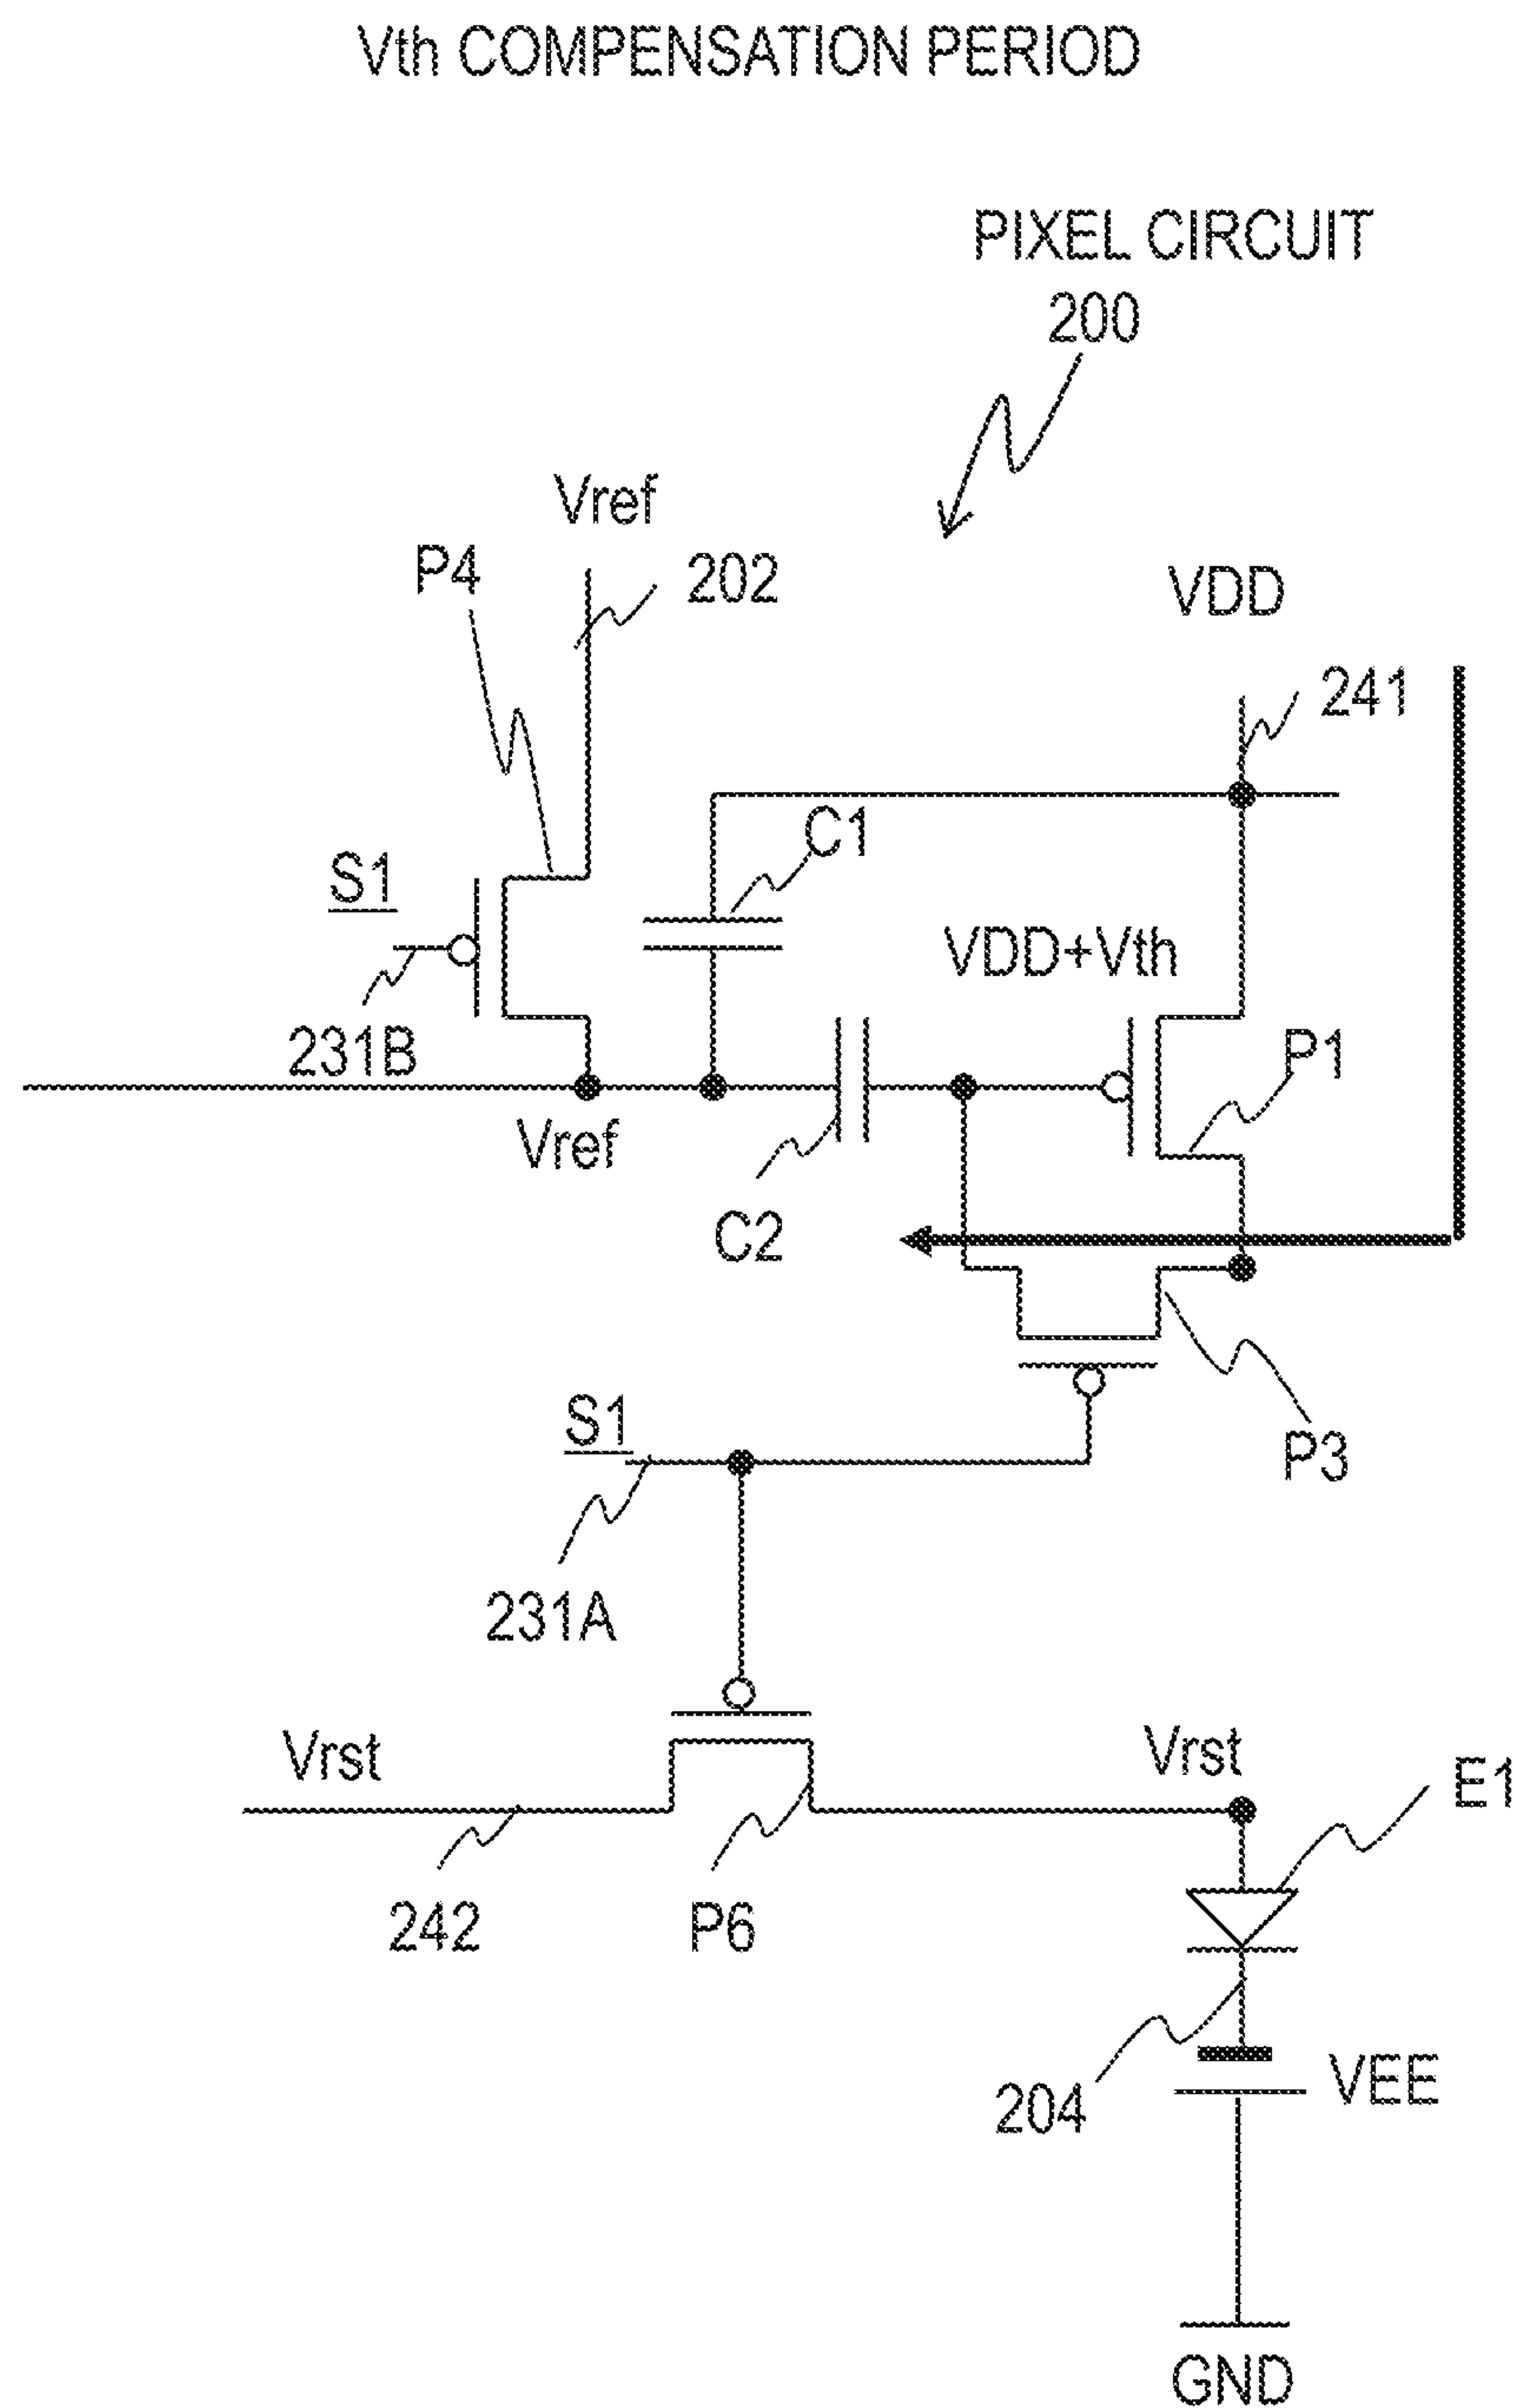 Vth COMPENSATION PERIOD
PIXEL CIRCUIT
200
Vref
P4
202
VDD
241
C1
S1
VDD+Vth
231B
P1
Vref
C2
S1
P3
231A
Vrst
Vrst
E1
242
P6
204
VEE
GND